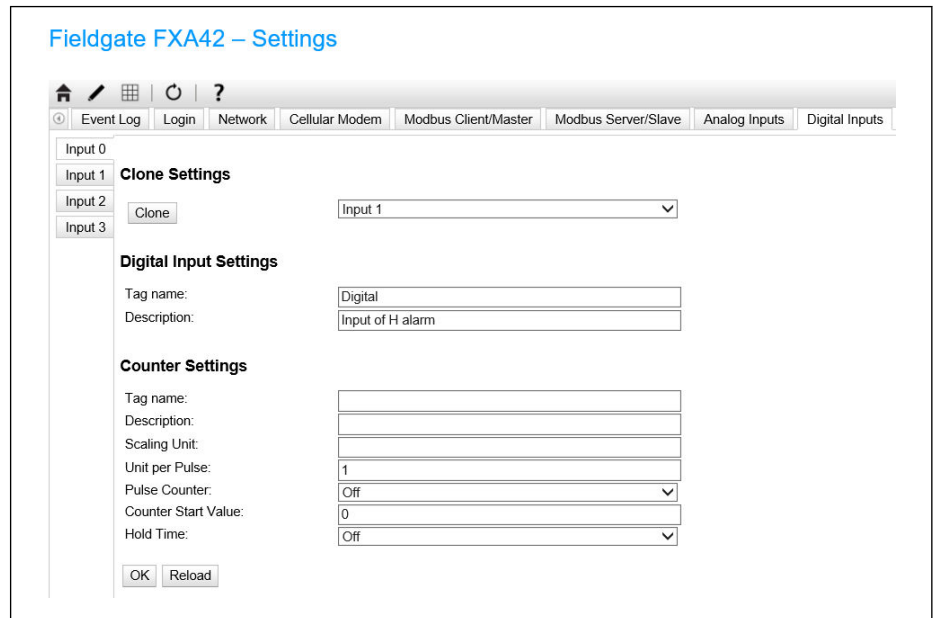 Fieldgate FXA42 – Settings
?
Event Log Login Network Cellular Modem Modbus Client/Master Modbus Server/Slave Analog Inputs Digital Inputs
Input 0
Input 1
Input 2
Input 3
Clone Settings
Clone Input 1
Digital Input Settings
Tag name: Digital
Description: Input of H alarm
Counter Settings
Tag name:
Description:
Scaling Unit:
Unit per Pulse: 1
Pulse Counter: Off
Counter Start Value: 0
Hold Time: Off
OK Reload